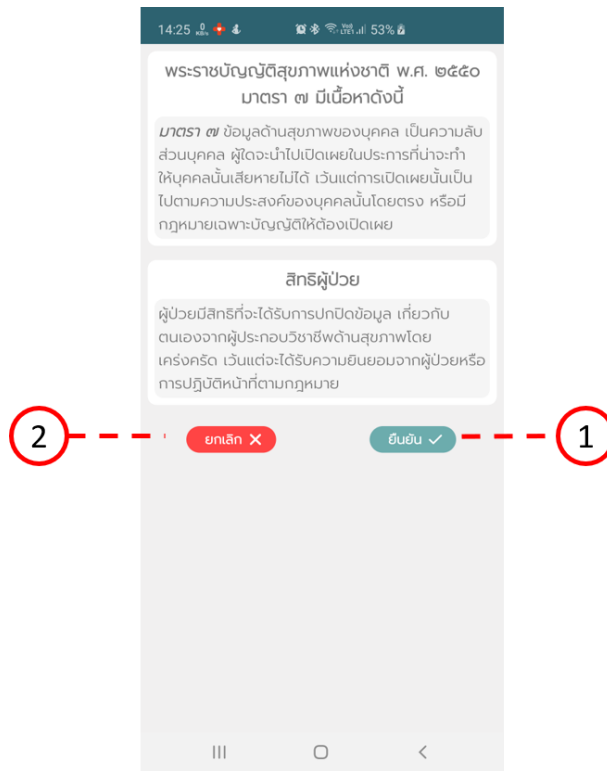 14:25 0 KB/s Vo) LTE1 53%
พระราชบัญญัติสุขภาพแห่งชาติ พ.ศ. ๒๕๕๐
มาตรา ๗ มีเนื้อหาดังนี้
มาตรา ๗ ข้อมูลด้านสุขภาพของบุคคล เป็นความลับ
ส่วนบุคคล ผู้ใดจะนำไปเปิดเผยในประการที่น่าจะทำ
ให้บุคคลนั้นเสียหายไม่ได้ เว้นแต่การเปิดเผยนั้นเป็น
ไปตามความประสงค์ของบุคคลนั้นโดยตรง หรือมี
กฎหมายเฉพาะบัญญัติให้ต้องเปิดเผย
สิทธิผู้ป่วย
ผู้ป่วยมีสิทธิที่จะได้รับการปกปิดข้อมูล เกี่ยวกับ
ตนเองจากผู้ประกอบวิชาชีพด้านสุขภาพโดย
เคร่งครัด เว้นแต่จะได้รับความยินยอมจากผู้ป่วยหรือ
การปฏิบัติหน้าที่ตามกฎหมาย
2 ยกเลิก ยืนยัน 1